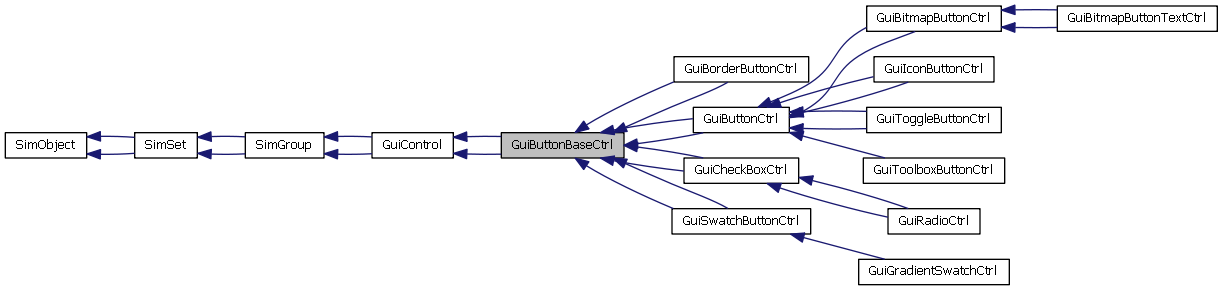 GuiBitmapButtonCtrl
GuiBitmapButtonTextCtrl
GuiBorderButtonCtrl
GuiIconButtonCtrl
GuiButtonCtrl
GuiToggleButtonCtrl
SimObject
SimSet
SimGroup
GuiControl
GuiButtonBaseCtrl
GuiCheckBoxCtrl
GuiToolboxButtonCtrl
GuiSwatchButtonCtrl
GuiRadioCtrl
GuiGradientSwatchCtrl